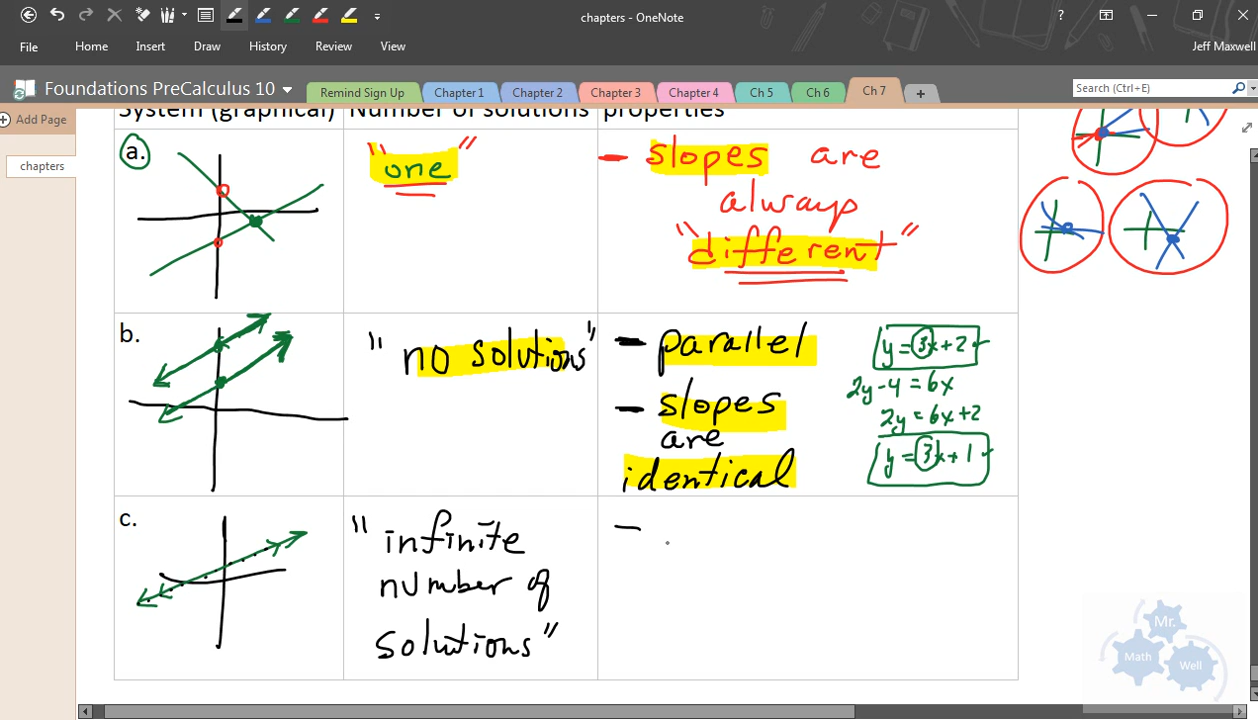 chapters - OneNote
?
File
Home
Insert
Draw
History
Review
View
Jeff Maxwell
Foundations PreCalculus 10
Remind Sign Up
Chapter 1
Chapter 2
Chapter 3
Chapter 4
Ch 5
Ch 6
Ch 7
Search (Ctrl+E)
Add Page
chapters
System (graphical)
Number of solutions
properties
a.
"one"
- slopes are
always
"different"
b.
"no solutions"
- parallel
- slopes
are
identical
y = 3x + 2
2y - 4 = 6x
2y = 6x + 2
y = 3x + 1
c.
"infinite
number of
solutions"
-
Mr.
Math
Well